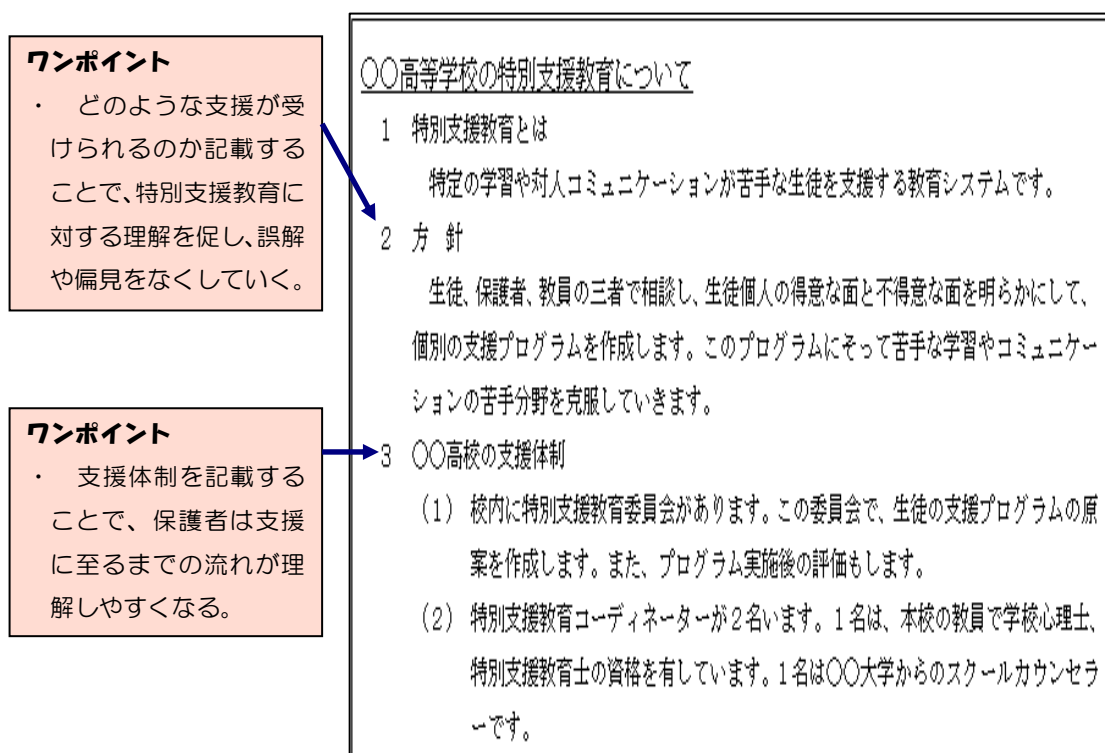 ワンポイント
・　どのような支援が受
けられるのか記載する
ことで、特別支援教育に
対する理解を促し、誤解
や偏見をなくしていく。
ワンポイント
・　支援体制を記載する
ことで、保護者は支援
に至るまでの流れが理
解しやすくなる。
〇〇高等学校の特別支援教育について
1　特別支援教育とは
特定の学習や対人コミュニケーションが苦手な生徒を支援する教育システムです。
2　方 針
生徒、保護者、教員の三者で相談し、生徒個人の得意な面と不得意な面を明らかにして、
個別の支援プログラムを作成します。このプログラムにそって苦手な学習やコミュニケー
ションの苦手分野を克服していきます。
3　〇〇高校の支援体制
(1) 校内に特別支援教育委員会があります。この委員会で、生徒の支援プログラムの原
案を作成します。また、プログラム実施後の評価もします。
(2) 特別支援教育コーディネーターが2名います。1名は、本校の教員で学校心理士、
特別支援教育士の資格を有しています。1名は〇〇大学からのスクールカウンセラ
ーです。